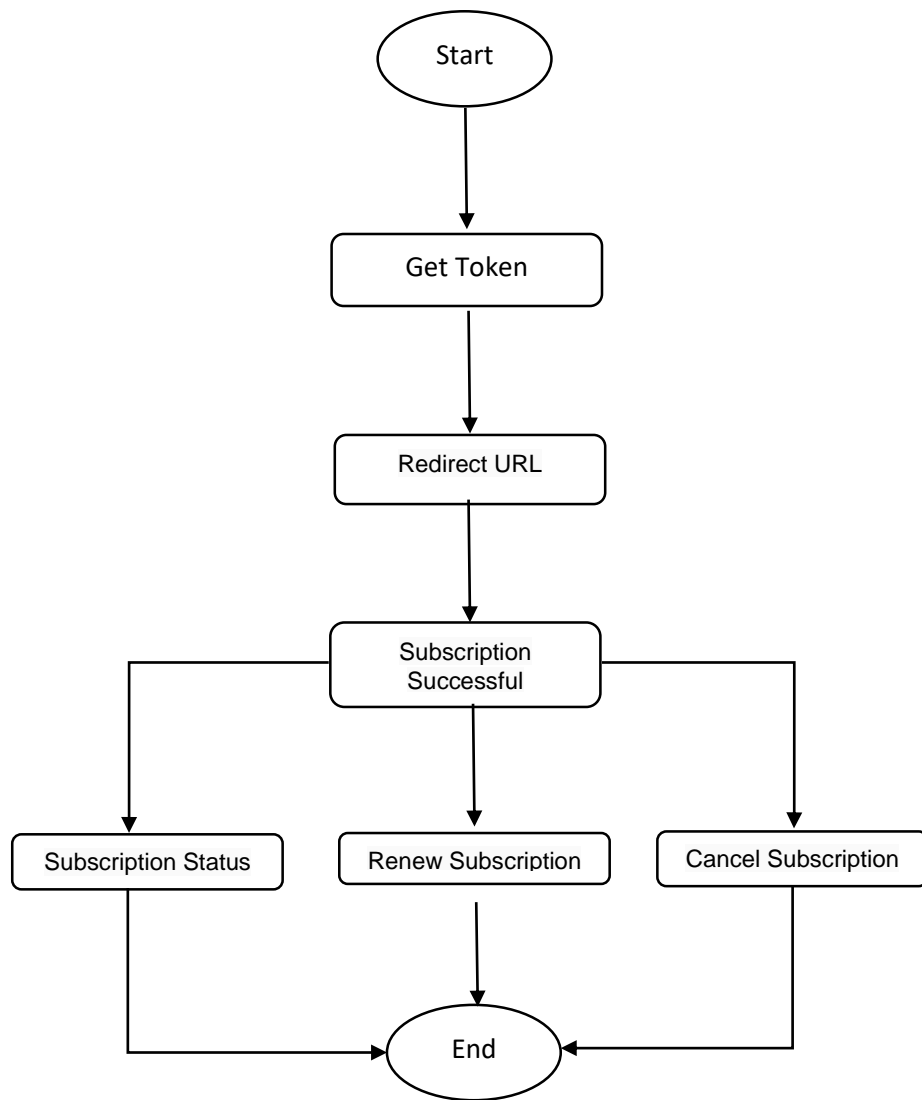 Start
Get Token
Redirect URL
Subscription
Successful
Subscription Status
Renew Subscription
Cancel Subscription
End